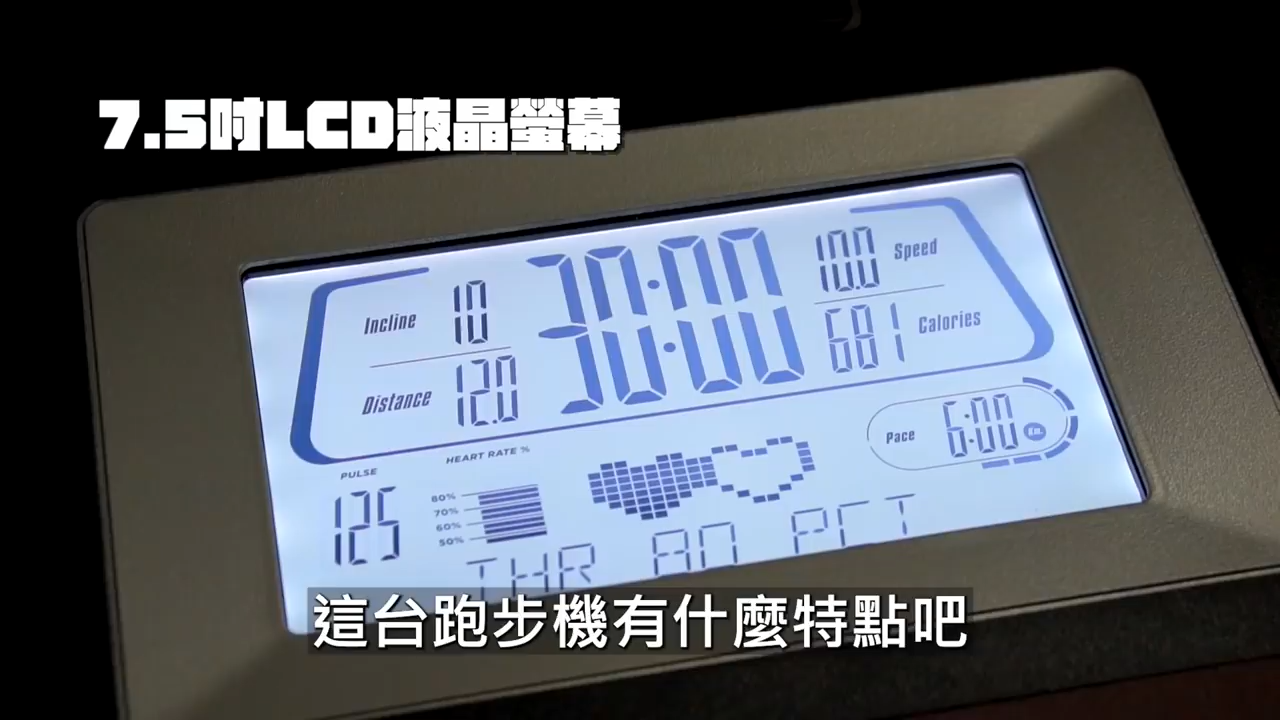 7.5吋LCD液晶螢幕
Incline 10
30:00
10.0 Speed
Distance 12.0
681 Calories
Pace 6:00 Km.
PULSE
125
HEART RATE %
80%
70%
60%
50%
THR AN PCT
這台跑步機有什麼特點吧